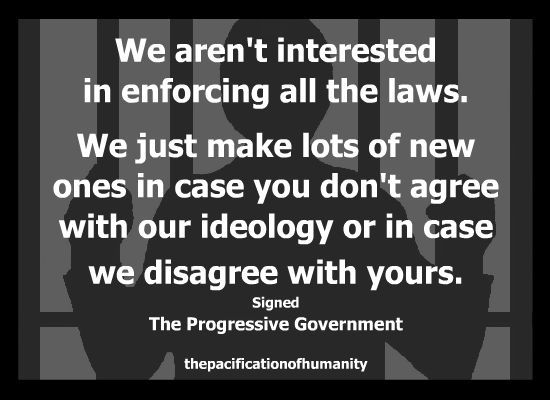 We aren't interested
in enforcing all the laws.
We just make lots of new
ones in case you don't agree
with our ideology or in case
we disagree with yours.
Signed
The Progressive Government
thepacificationofhumanity